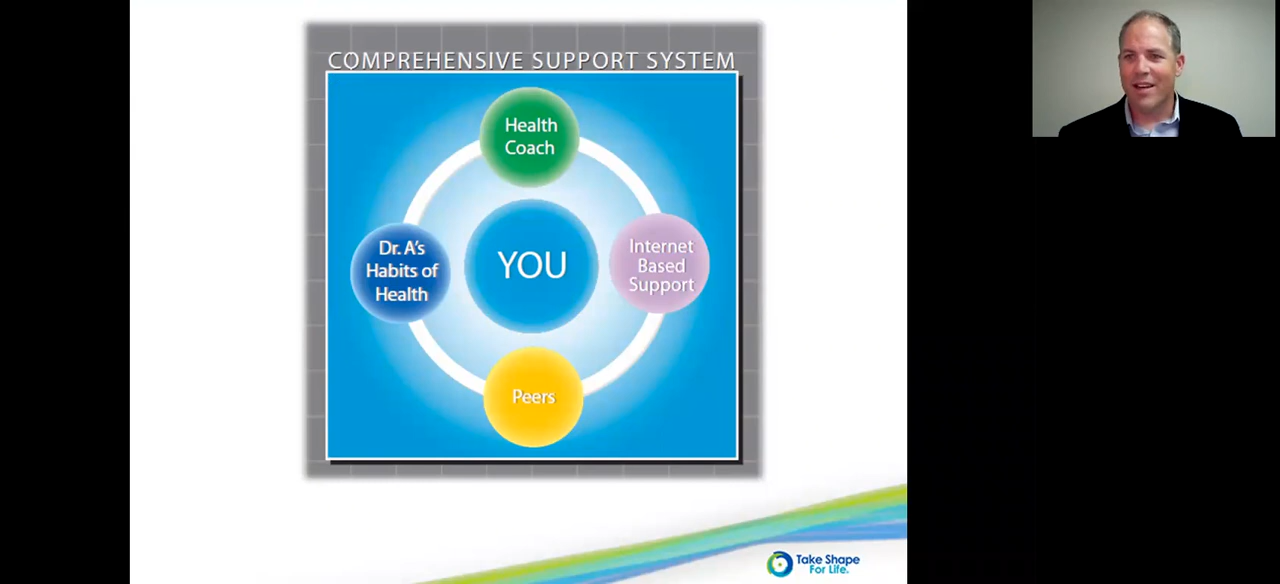 COMPREHENSIVE SUPPORT SYSTEM
Health
Coach
Dr. A's
Habits of
Health
YOU
Internet
Based
Support
Peers
Take Shape
For Life.